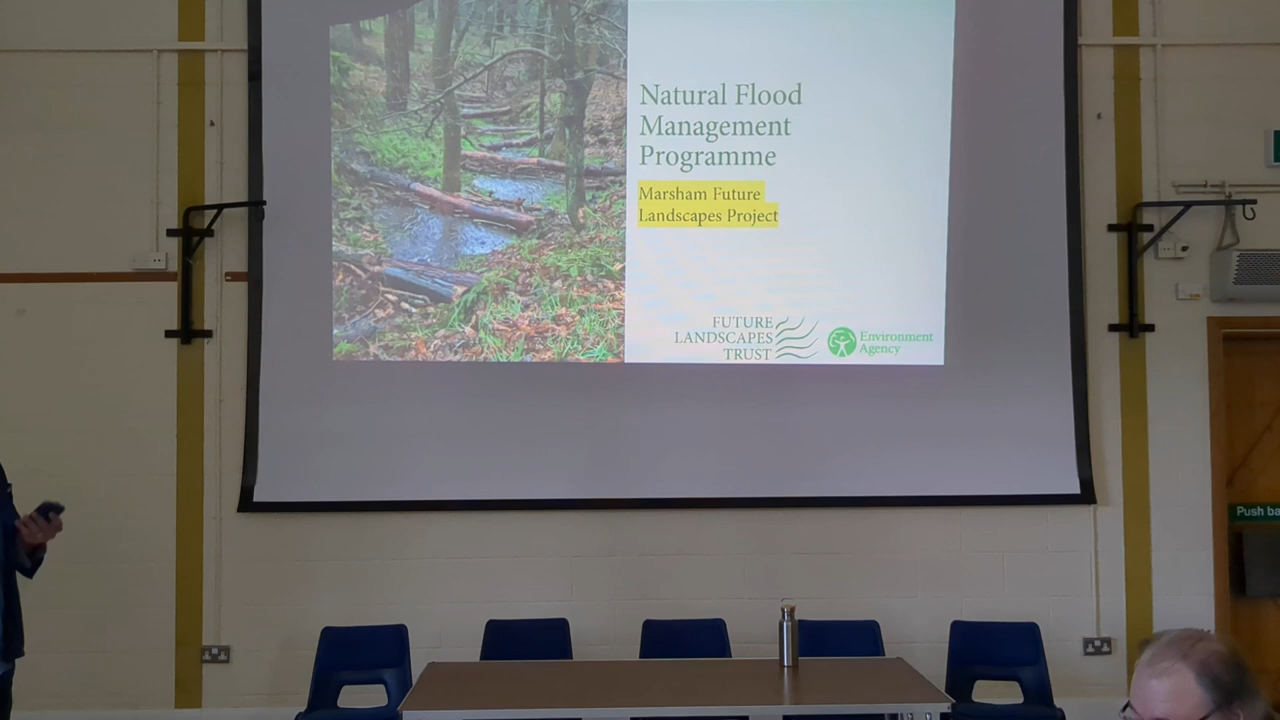 Natural Flood
Management
Programme
Marsham Future
Landscapes Project
FUTURE
LANDSCAPES
TRUST
Environment
Agency
Push ba